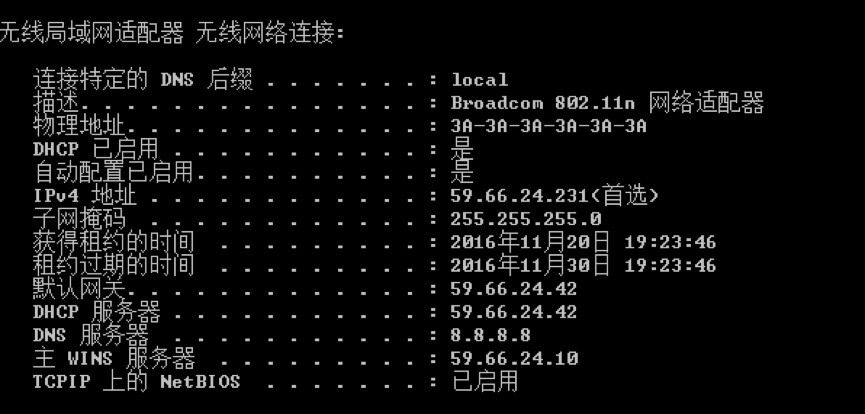 无线局域网适配器 无线网络连接:
连接特定的 DNS 后缀 . . . . . . . : local
描述. . . . . . . . . . . . . . . : Broadcom 802.11n 网络适配器
物理地址. . . . . . . . . . . . . : 3A-3A-3A-3A-3A-3A
DHCP 已启用 . . . . . . . . . . . : 是
自动配置已启用. . . . . . . . . . : 是
IPv4 地址 . . . . . . . . . . . . : 59.66.24.231(首选)
子网掩码  . . . . . . . . . . . . : 255.255.255.0
获得租约的时间  . . . . . . . . . : 2016年11月20日 19:23:46
租约过期的时间  . . . . . . . . . : 2016年11月30日 19:23:46
默认网关. . . . . . . . . . . . . : 59.66.24.42
DHCP 服务器 . . . . . . . . . . . : 59.66.24.42
DNS 服务器  . . . . . . . . . . . : 8.8.8.8
主 WINS 服务器  . . . . . . . . . : 59.66.24.10
TCPIP 上的 NetBIOS  . . . . . . . : 已启用